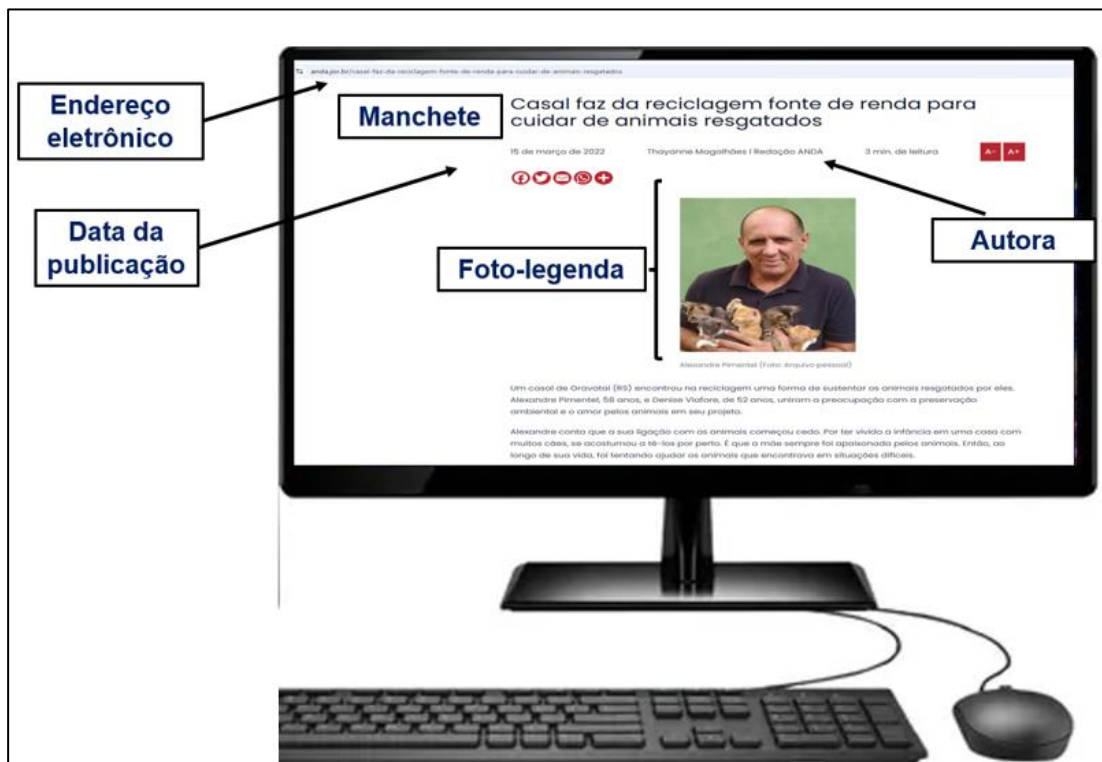 anda.jor.br/casal-faz-da-reciclagem-fonte-de-renda-para-cuidar-de-animais-resgatados
Endereço
eletrônico
Manchete
Casal faz da reciclagem fonte de renda para
cuidar de animais resgatados
15 de março de 2022
Thayanne Magalhães | Redação ANDA
3 min. de leitura
A-
A+
Data da
publicação
Foto-legenda
Autora
Alexandre Pimentel (Foto: Arquivo pessoal)
Um casal de Gravataí (RS) encontrou na reciclagem uma forma de sustentar os animais resgatados por eles.
Alexandre Pimentel, 58 anos, e Denise Viafore, de 52 anos, uniram a preocupação com a preservação
ambiental e o amor pelos animais em seu projeto.
Alexandre conta que a sua ligação com os animais começou cedo. Por ter vivido a infância em uma casa com
muitos cães, se acostumou a tê-los por perto. É que a mãe sempre foi apaixonada pelos animais. Então, ao
longo de sua vida, foi tentando ajudar os animais que encontrava em situações difíceis.